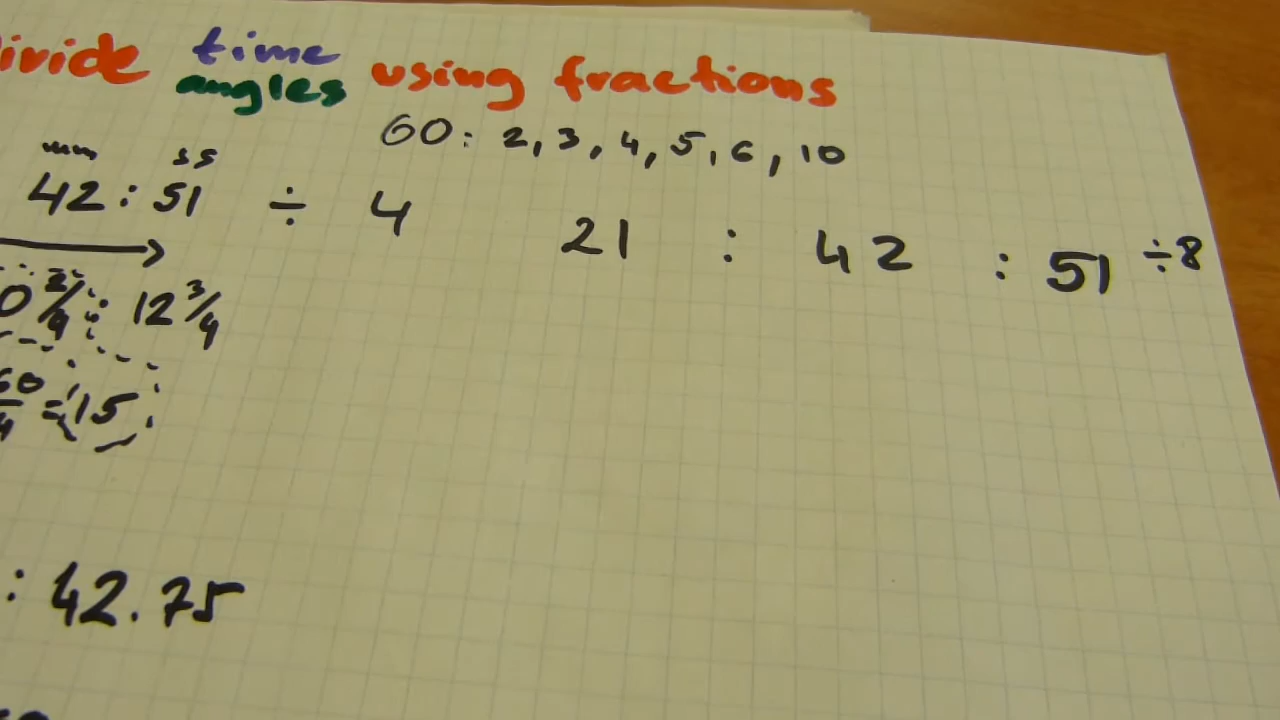 time
angles using fractions
60: 2, 3, 4, 5, 6, 10
mm ss
42 : 51 ÷ 4
21 : 42 : 51 ÷8
0 2/4 : 12 3/4
60/4 = 15
: 42.75